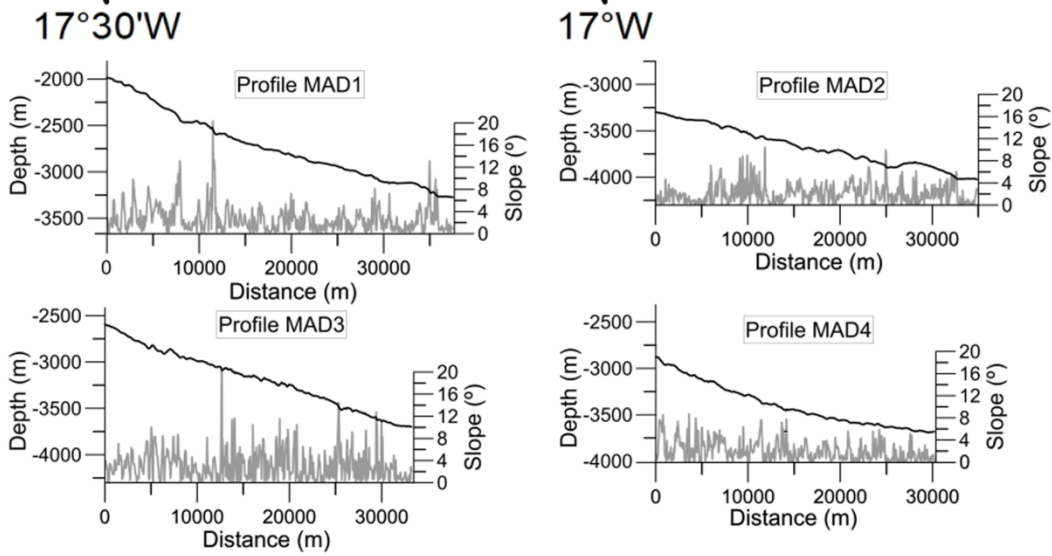 17°30'W
17°W
Profile MAD1
-2000
-2500
-3000
-3500
Depth (m)
20
16
12
8
4
0
Slope (º)
0 10000 20000 30000
Distance (m)
Profile MAD2
-3000
-3500
-4000
Depth (m)
20
16
12
8
4
0
Slope (º)
0 10000 20000 30000
Distance (m)
Profile MAD3
-2500
-3000
-3500
-4000
Depth (m)
20
16
12
8
4
0
Slope (º)
0 10000 20000 30000
Distance (m)
Profile MAD4
-2500
-3000
-3500
-4000
Depth (m)
20
16
12
8
4
0
Slope (º)
0 10000 20000 30000
Distance (m)